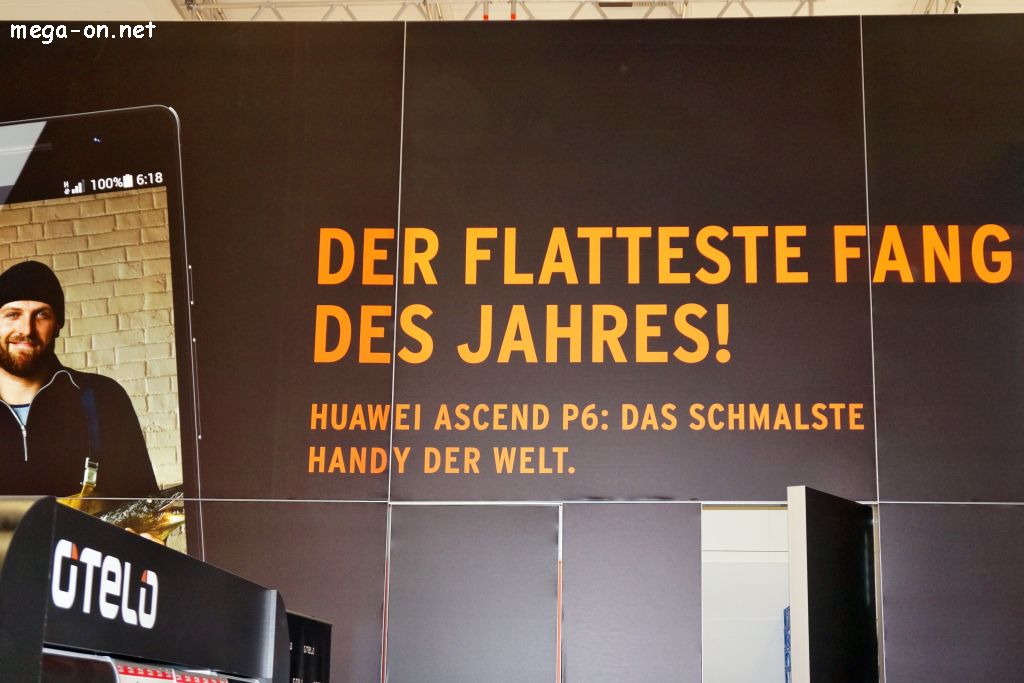 mega-on.net
H
100% 6:18
DER FLATTESTE FANG
DES JAHRES!
HUAWEI ASCEND P6: DAS SCHMALSTE
HANDY DER WELT.
OTELO
OTELO